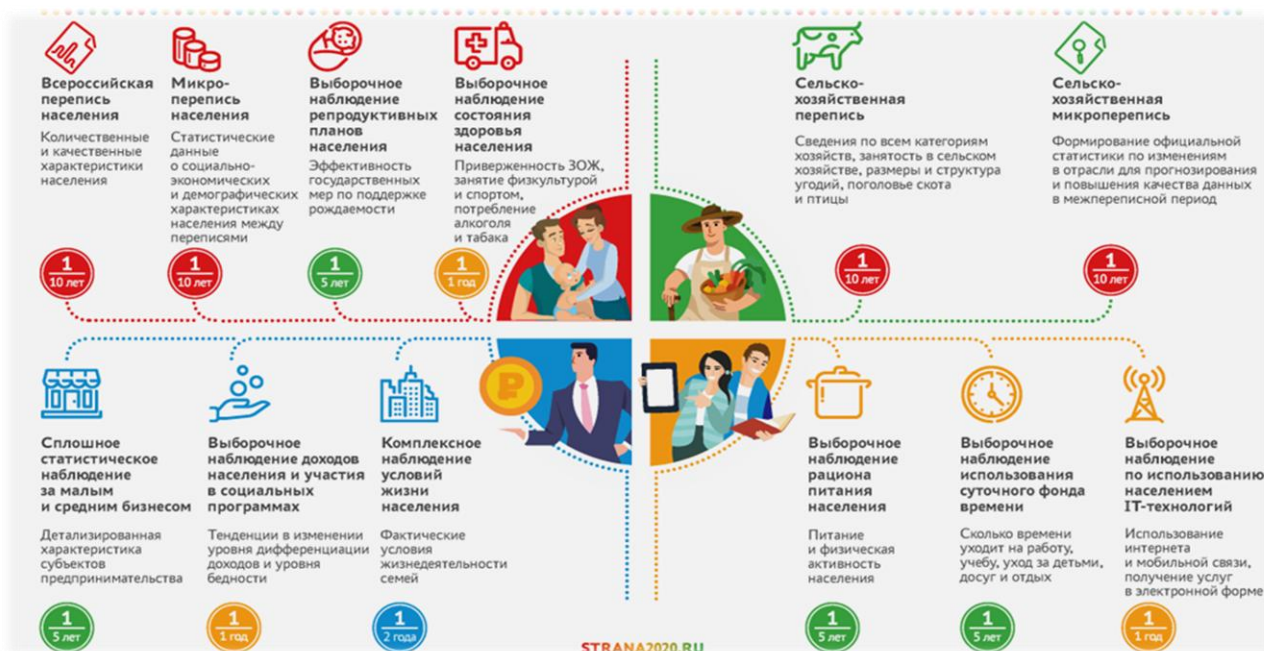 Всероссийская
перепись
населения
Количественные
и качественные
характеристики
населения
1
10 лет
Микро-
перепись
населения
Статистические
данные
о социально-
экономических
и демографических
характеристиках
населения между
переписями
1
10 лет
Выборочное
наблюдение
репродуктивных
планов
населения
Эффективность
государственных
мер по поддержке
рождаемости
1
5 лет
Выборочное
наблюдение
состояния
здоровья
населения
Приверженность ЗОЖ,
занятие физкультурой
и спортом,
потребление
алкоголя
и табака
1
1 год
Сельско-
хозяйственная
перепись
Сведения по всем категориям
хозяйств, занятость в сельском
хозяйстве, размеры и структура
угодий, поголовье скота
и птицы
1
10 лет
Сельско-
хозяйственная
микроперепись
Формирование официальной
статистики по изменениям
в отрасли для прогнозирования
и повышения качества данных
в межпереписной период
1
10 лет
Сплошное
статистическое
наблюдение
за малым
и средним бизнесом
Детализированная
характеристика
субъектов
предпринимательства
1
5 лет
Выборочное
наблюдение доходов
населения и участия
в социальных
программах
Тенденции в изменении
уровня дифференциации
доходов и уровня
бедности
1
1 год
Комплексное
наблюдение
условий
жизни
населения
Фактические
условия
жизнедеятельности
семей
1
2 года
Выборочное
наблюдение
рациона
питания
населения
Питание
и физическая
активность
населения
1
5 лет
Выборочное
наблюдение
использования
суточного фонда
времени
Сколько времени
уходит на работу,
учебу, уход за детьми,
досуг и отдых
1
5 лет
Выборочное
наблюдение
по использованию
населением
IT-технологий
Использование
интернета
и мобильной связи,
получение услуг
в электронной форме
1
1 год
STRANA2020.RU